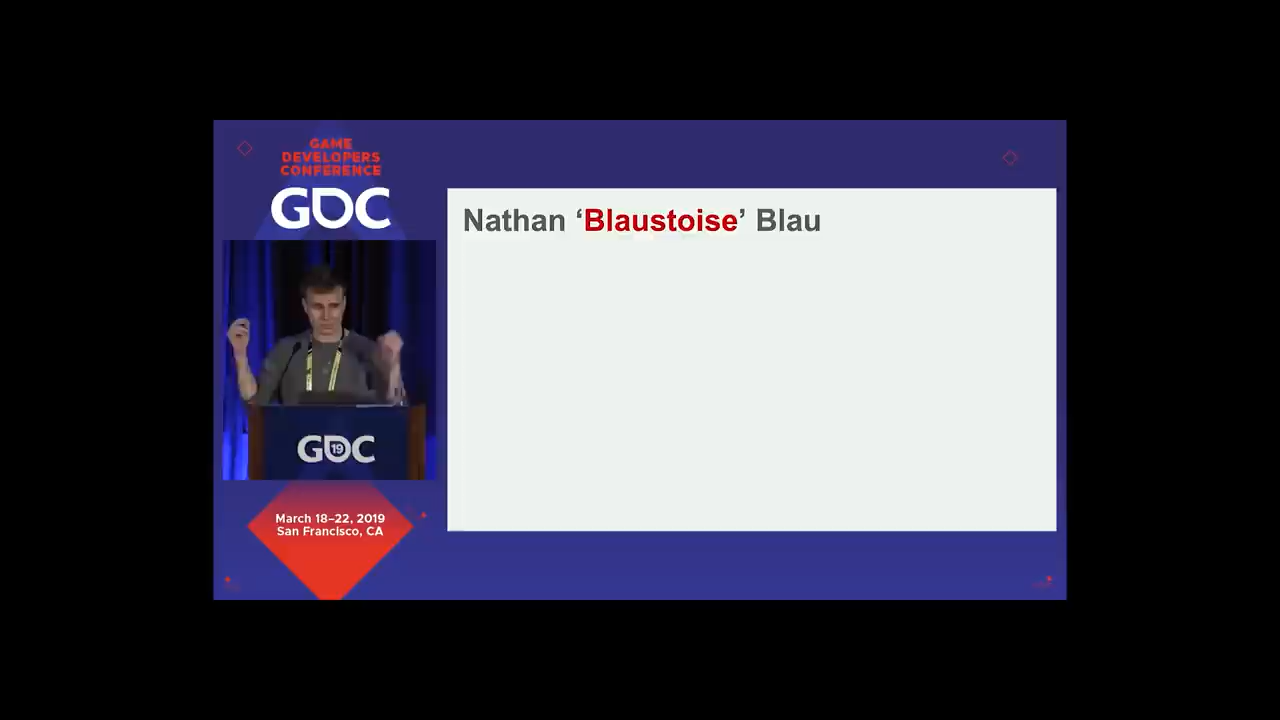 GAME
DEVELOPERS
CONFERENCE
GDC
Nathan ‘Blaustoise’ Blau
GDC
19
March 18–22, 2019
San Francisco, CA